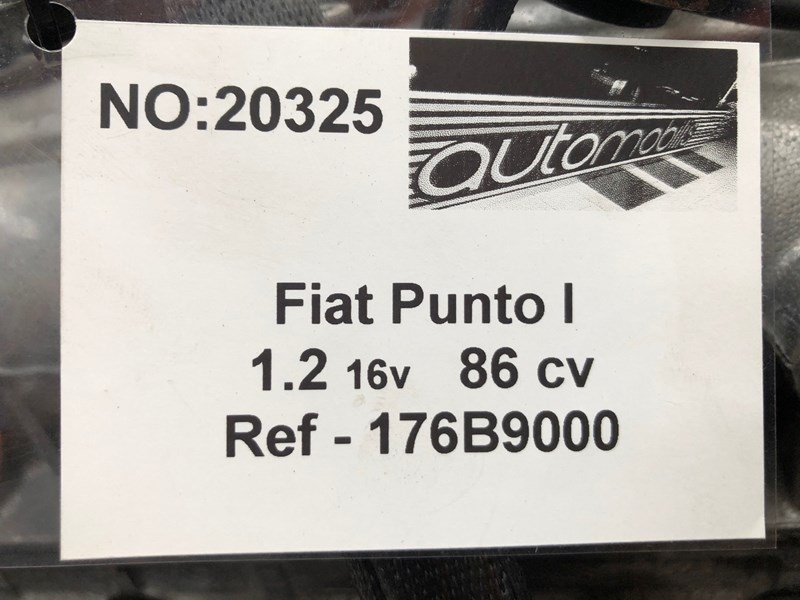 NO:20325
automobile
Fiat Punto I
1.2 16v 86 cv
Ref - 176B9000